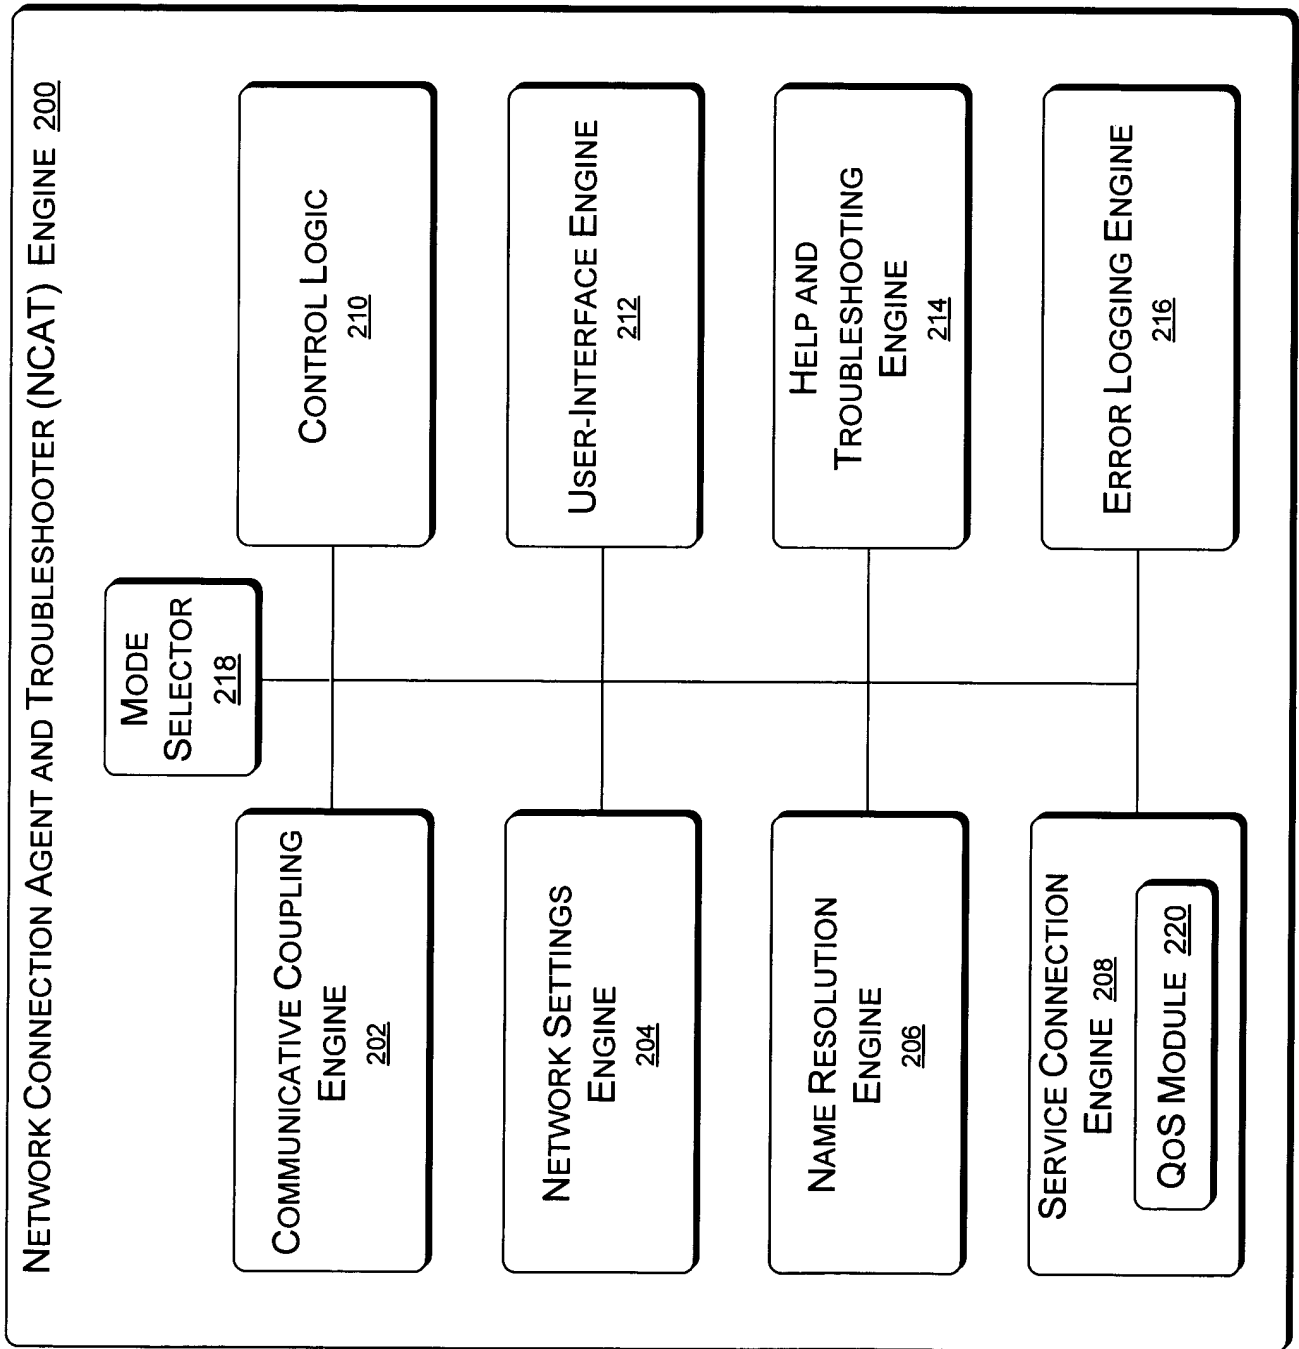 NETWORK CONNECTION AGENT AND TROUBLESHOOTER (NCAT) ENGINE 200
MODE
SELECTOR
218
COMMUNICATIVE COUPLING
ENGINE
202
CONTROL LOGIC
210
NETWORK SETTINGS
ENGINE
204
USER-INTERFACE ENGINE
212
NAME RESOLUTION
ENGINE
206
HELP AND
TROUBLESHOOTING
ENGINE
214
SERVICE CONNECTION
ENGINE 208
QOS MODULE 220
ERROR LOGGING ENGINE
216